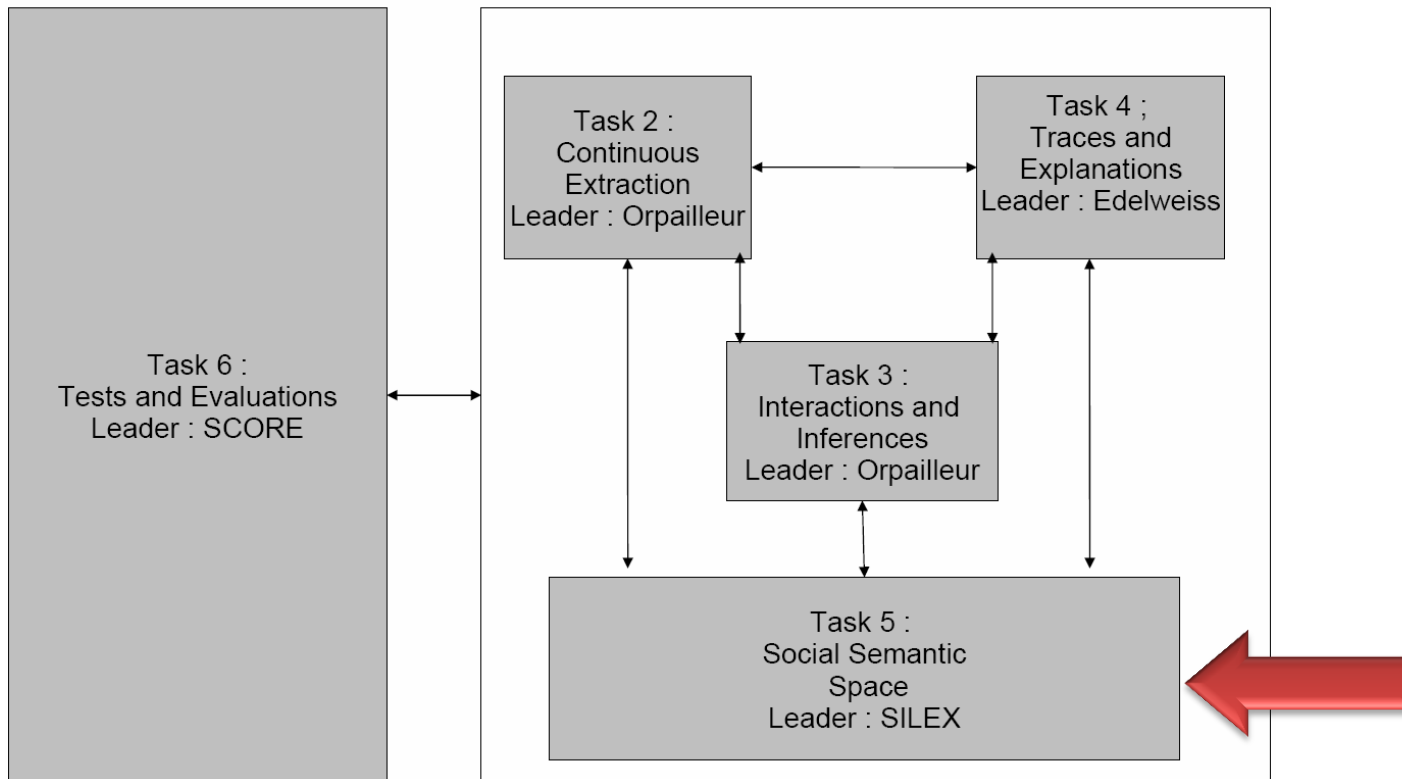 Task 2 :
Continuous
Extraction
Leader : Orpailleur
Task 4 ;
Traces and
Explanations
Leader : Edelweiss
Task 6 :
Tests and Evaluations
Leader : SCORE
Task 3 :
Interactions and
Inferences
Leader : Orpailleur
Task 5 :
Social Semantic
Space
Leader : SILEX